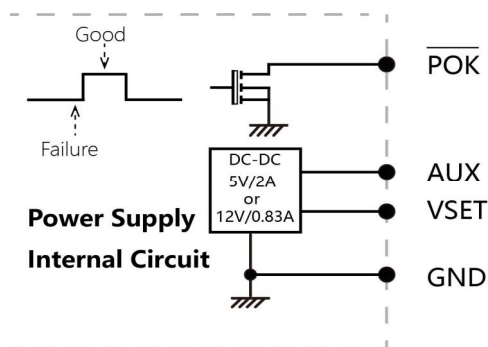 Good
Failure
POK
DC-DC
5V/2A
or
12V/0.83A
AUX
VSET
Power Supply
Internal Circuit
GND